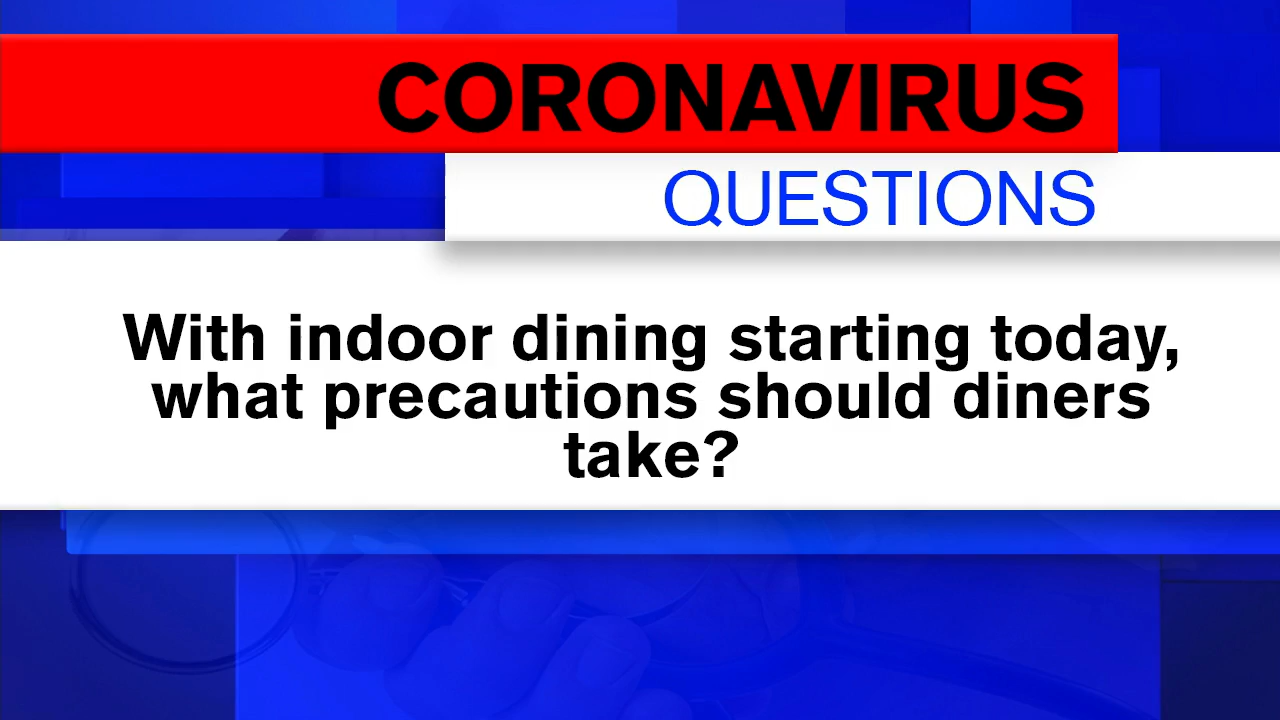 CORONAVIRUS
QUESTIONS
With indoor dining starting today,
what precautions should diners
take?